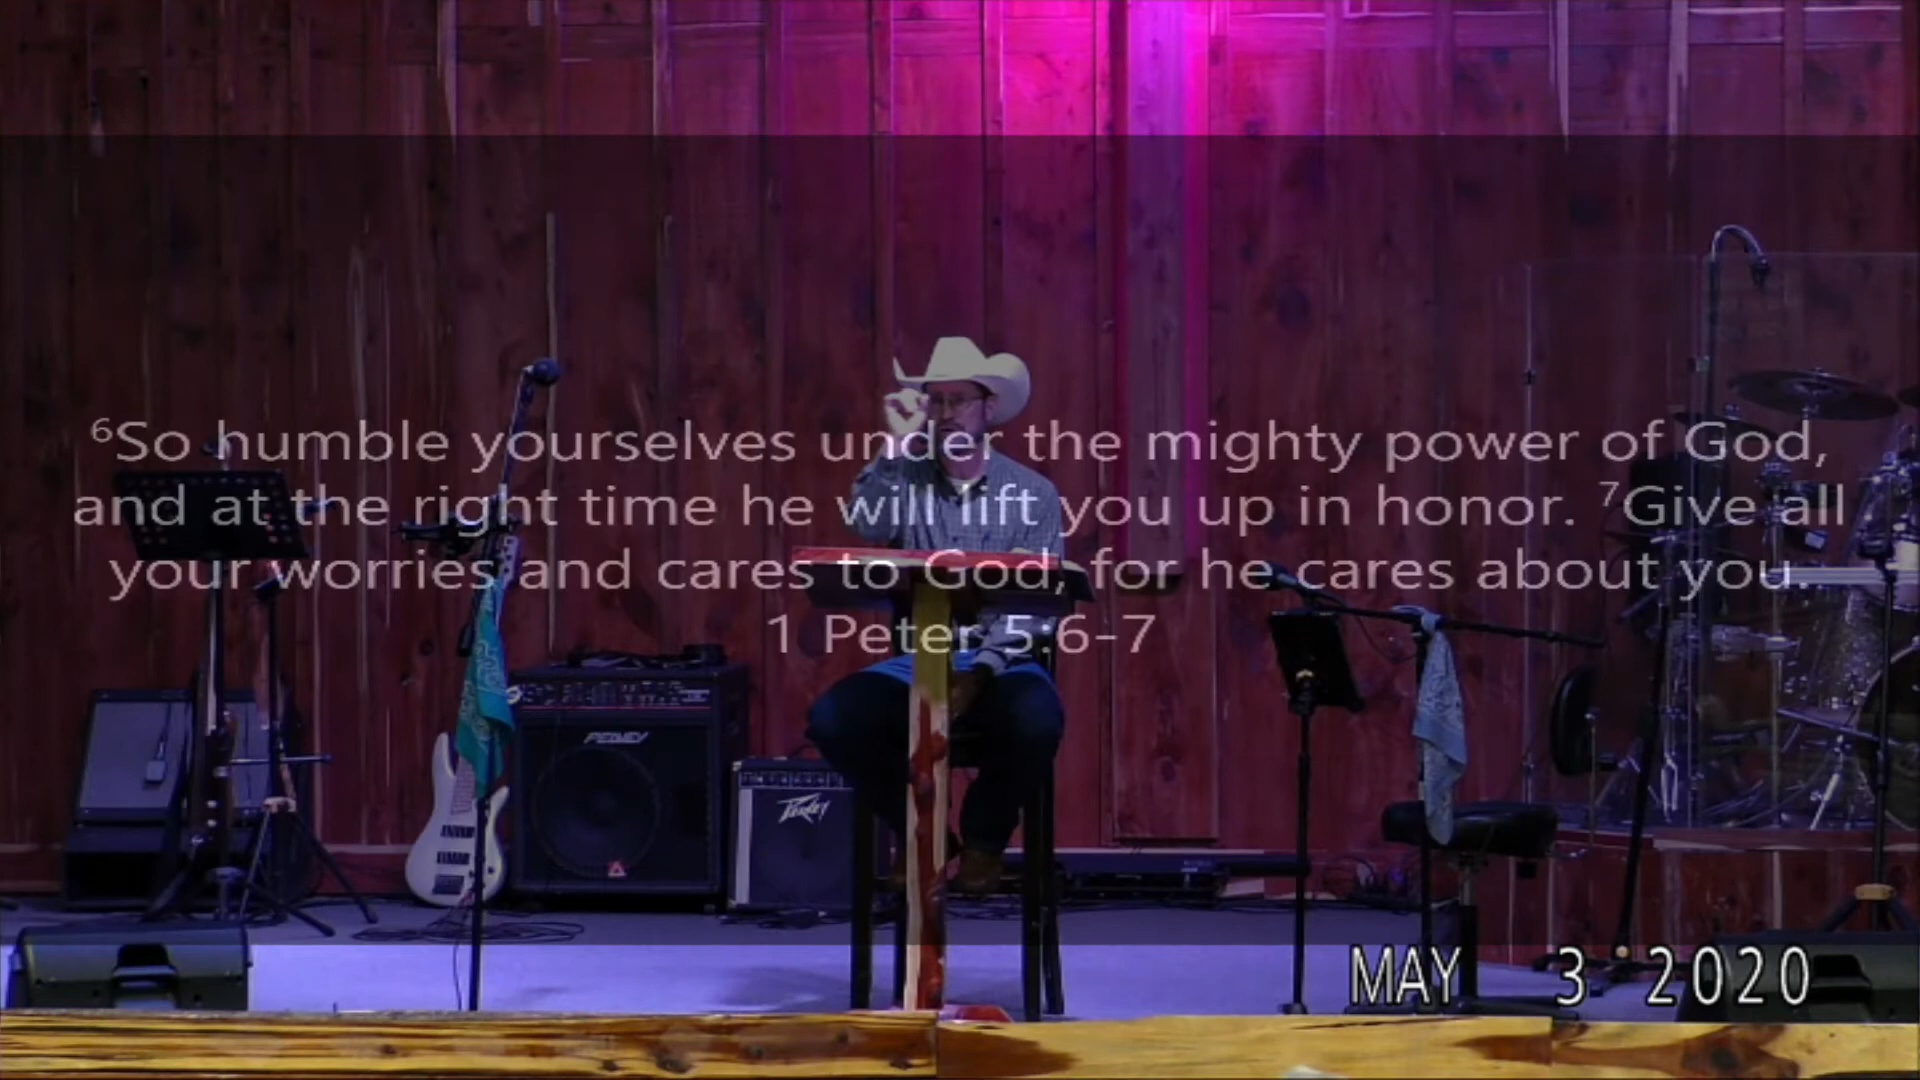 ⁶So humble yourselves under the mighty power of God,
and at the right time he will lift you up in honor. ⁷Give all
your worries and cares to God, for he cares about you.
1 Peter 5:6-7
PEAVEY
PEAVEY
MAY 3 2020